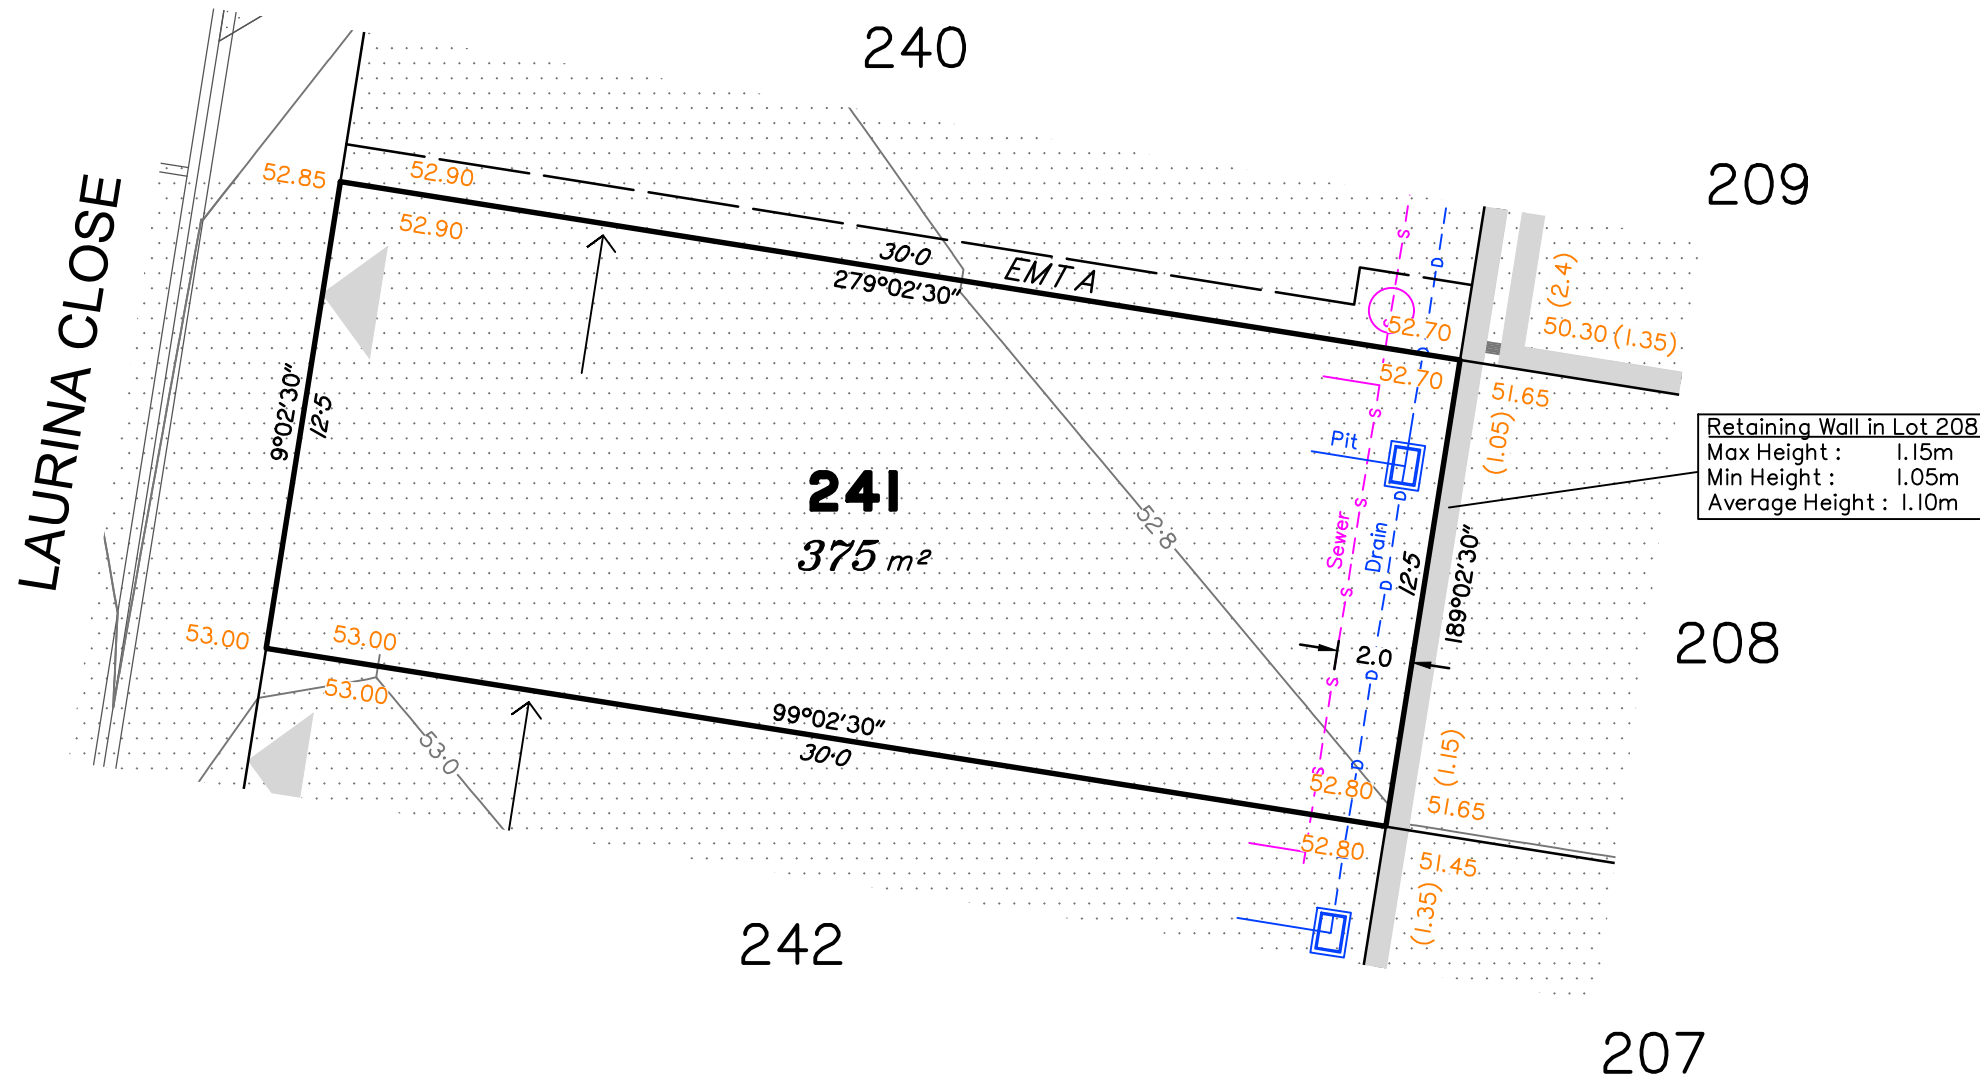 240
209
LAURINA CLOSE
52.85
52.90
52.90
30·0
279°02'30"
EMT A
S
D
(2.4)
50.30 (1.35)
S
52.70
D
52.70
51.65
(1.05)
9°02'30"
12·5
S
Pit
Retaining Wall in Lot 208
Max Height : 1.15m
Min Height : 1.05m
Average Height : 1.10m
241
375 m²
52·8
S
D
Sewer
Drain
12·5
189°02'30"
S
D
53.00
53.00
53.00
2.0
208
S
D
99°02'30"
30·0
53·0
(1.15)
S
D
52.80
51.65
52.80
51.45
(1.35)
242
207